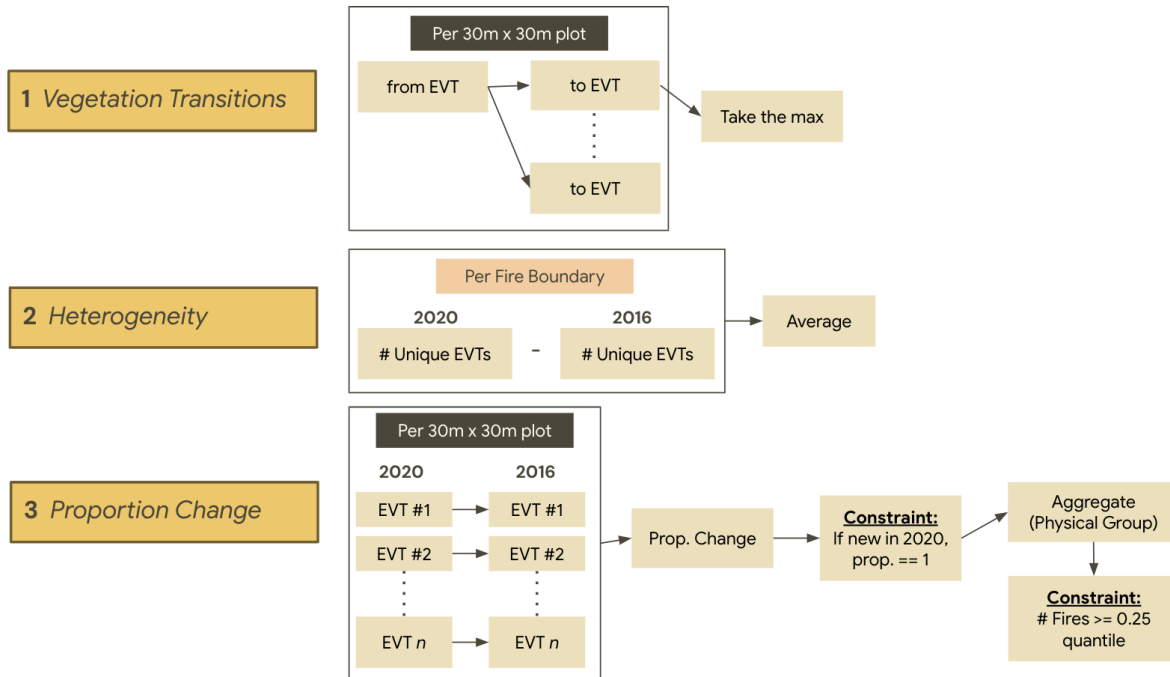 1 Vegetation Transitions
Per 30m x 30m plot
from EVT
to EVT
to EVT
Take the max
2 Heterogeneity
Per Fire Boundary
2020
# Unique EVTs
-
2016
# Unique EVTs
Average
3 Proportion Change
Per 30m x 30m plot
2020
2016
EVT #1
EVT #1
EVT #2
EVT #2
EVT n
EVT n
Prop. Change
Constraint:
If new in 2020,
prop. == 1
Aggregate
(Physical Group)
Constraint:
# Fires >= 0.25
quantile